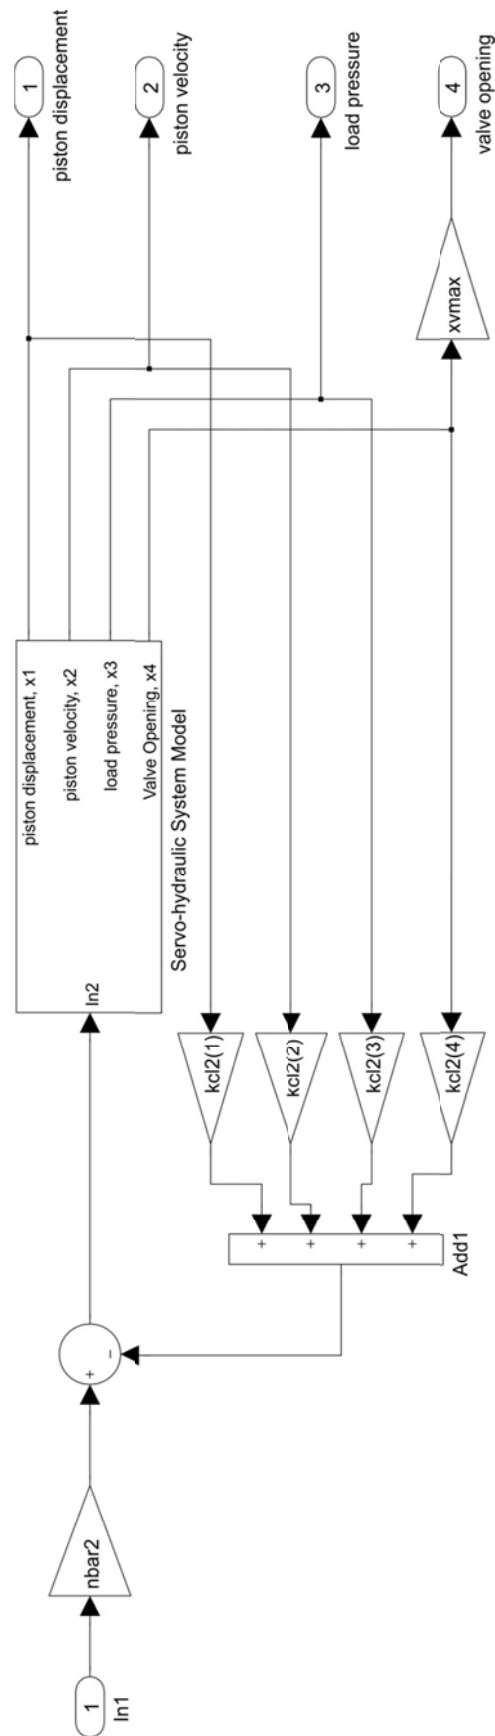 1
In1
nbar2
+
−
In2
piston displacement, x1
piston velocity, x2
load pressure, x3
Valve Opening, x4
Servo-hydraulic System Model
1
piston displacement
2
piston velocity
3
load pressure
xvmax
4
valve opening
kcl2(1)
kcl2(2)
kcl2(3)
kcl2(4)
+
+
+
+
Add1